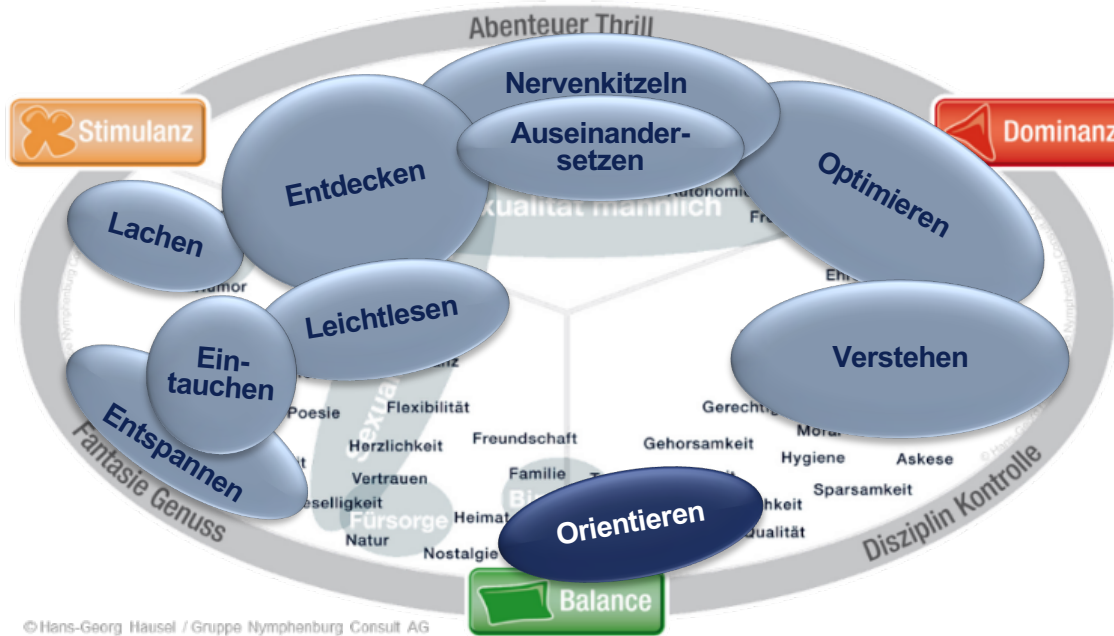 Abenteuer Thrill
Nervenkitzeln
Stimulanz
Dominanz
Auseinander-
setzen
Entdecken
Optimieren
männlich
Lachen
Leichtlesen
Verstehen
Ein-
tauchen
Poesie
Flexibilität
Entspannen
Herzlichkeit
Freundschaft
Gehorsamkeit
Hygiene
Askese
Vertrauen
Familie
Sparsamkeit
Fürsorge
Heimat
Orientieren
Qualität
Natur
Nostalgie
Fantasie Genuss
Disziplin Kontrolle
Balance
© Hans-Georg Häusel / Gruppe Nymphenburg Consult AG